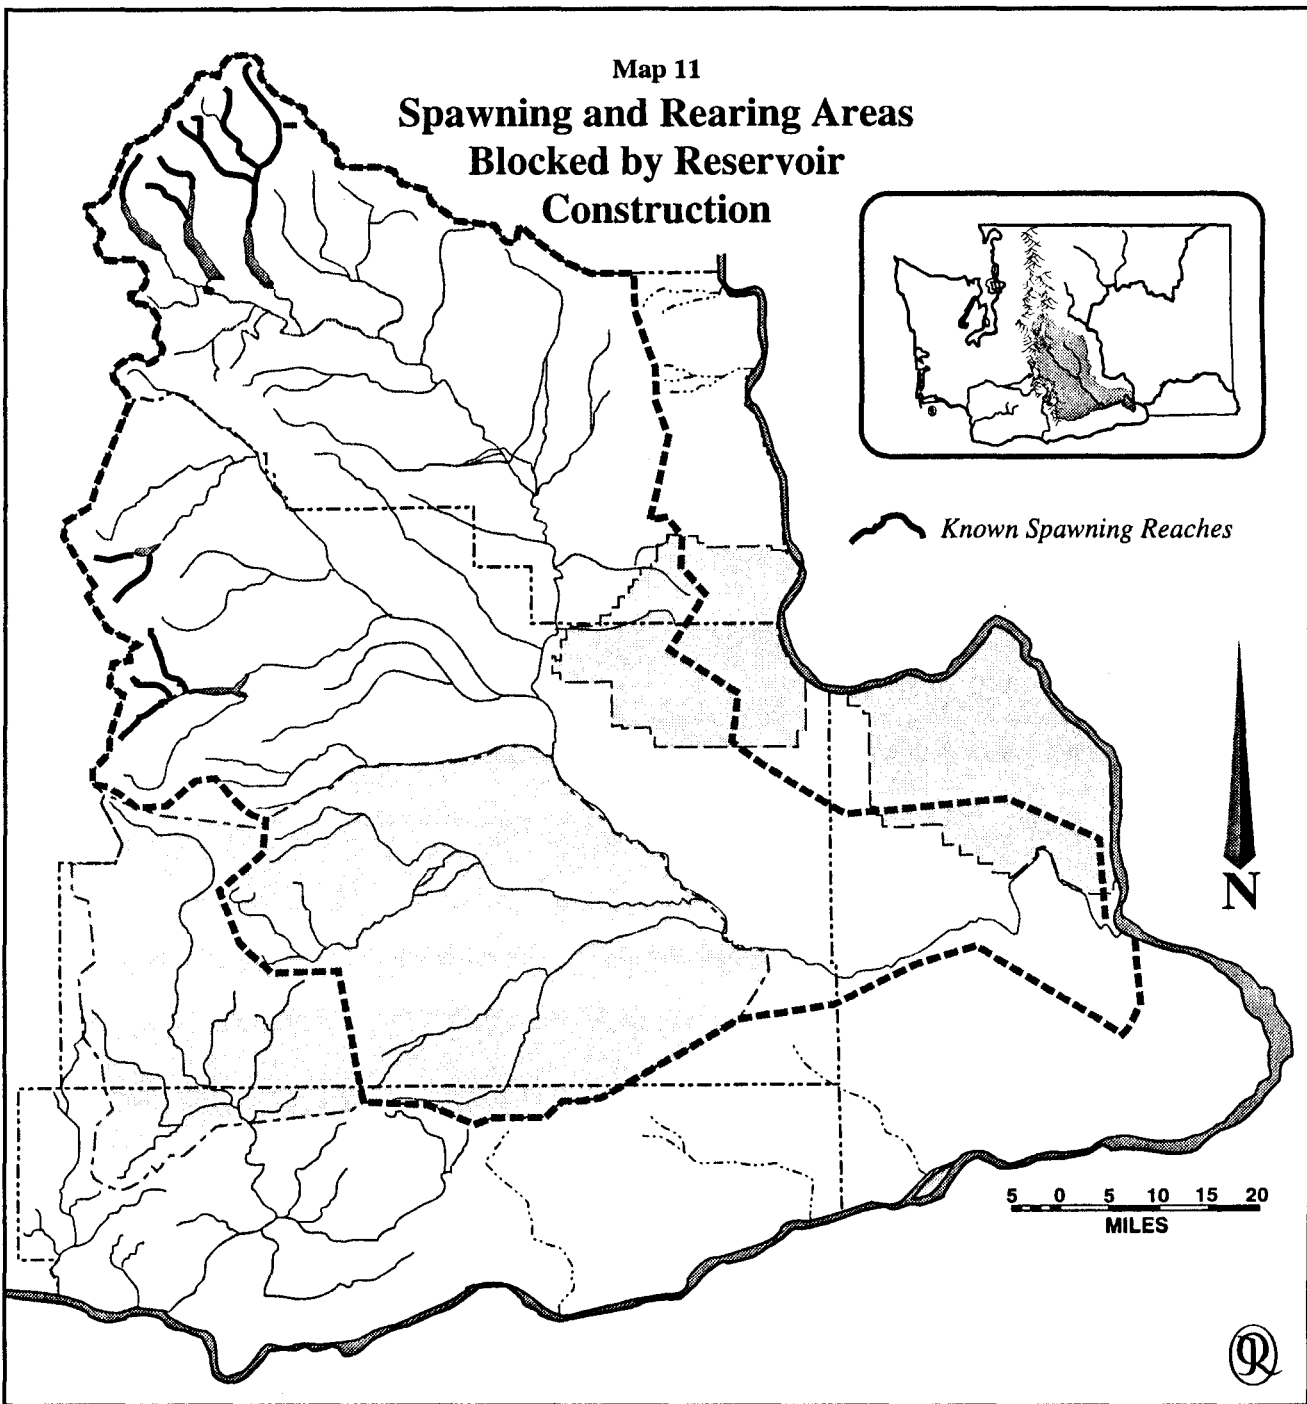 Map 11
Spawning and Rearing Areas
Blocked by Reservoir
Construction
Known Spawning Reaches
N
5 0 5 10 15 20
MILES